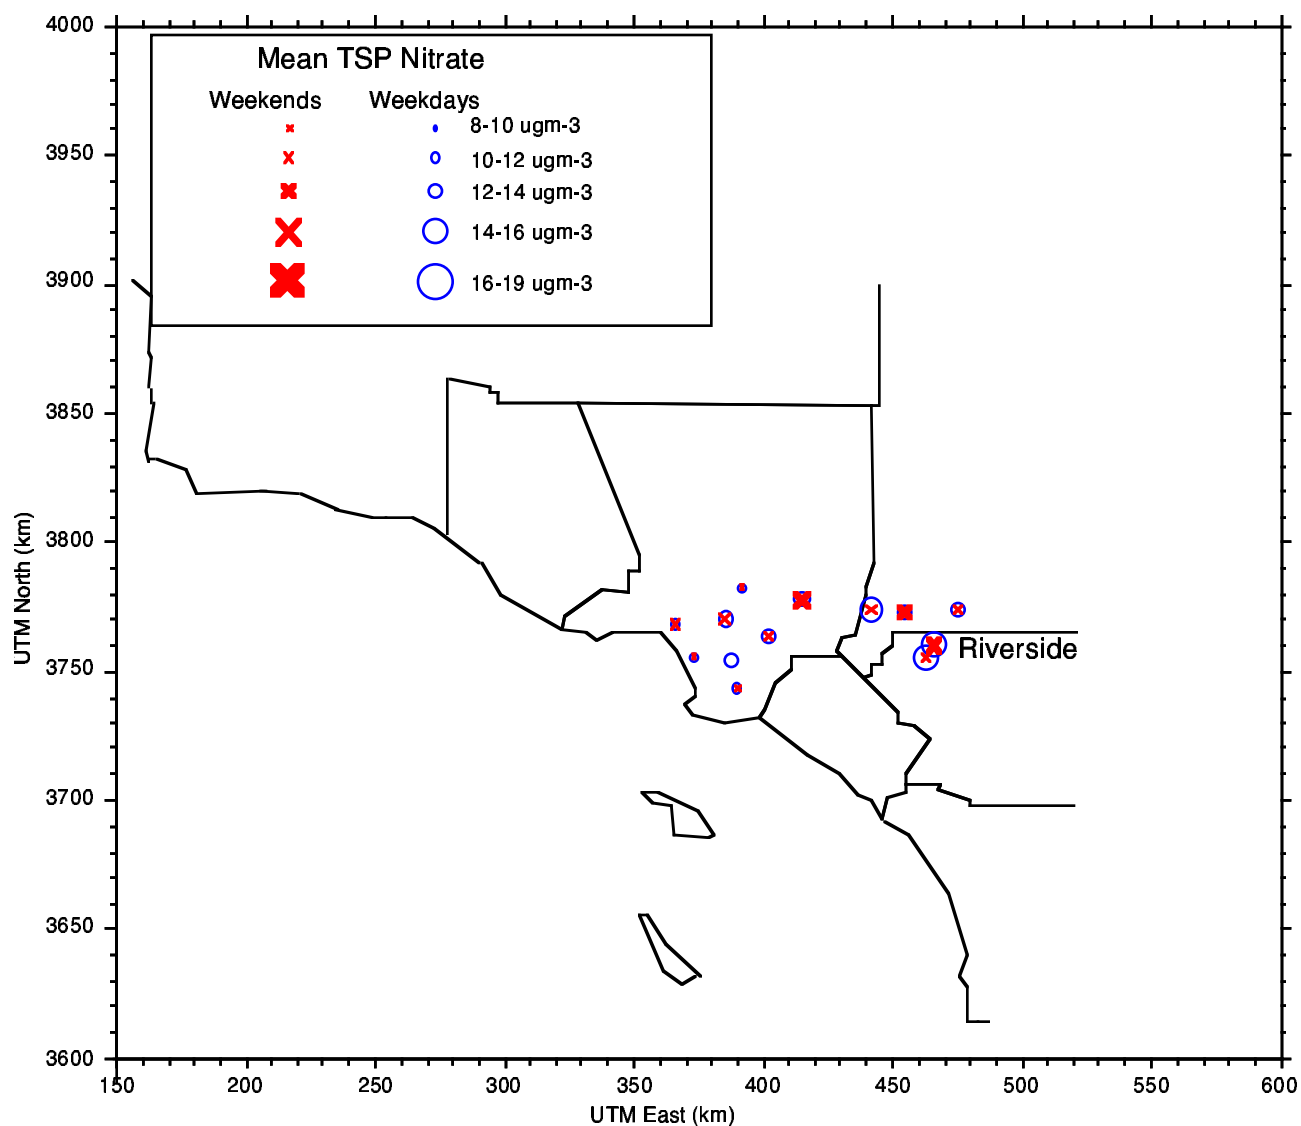 4000
Mean TSP Nitrate
Weekends Weekdays
8-10 ugm-3
3950
10-12 ugm-3
12-14 ugm-3
14-16 ugm-3
3900
16-19 ugm-3
3850
3800
3750
Riverside
3700
3650
3600
UTM North (km)
150 200 250 300 350 400 450 500 550 600
UTM East (km)